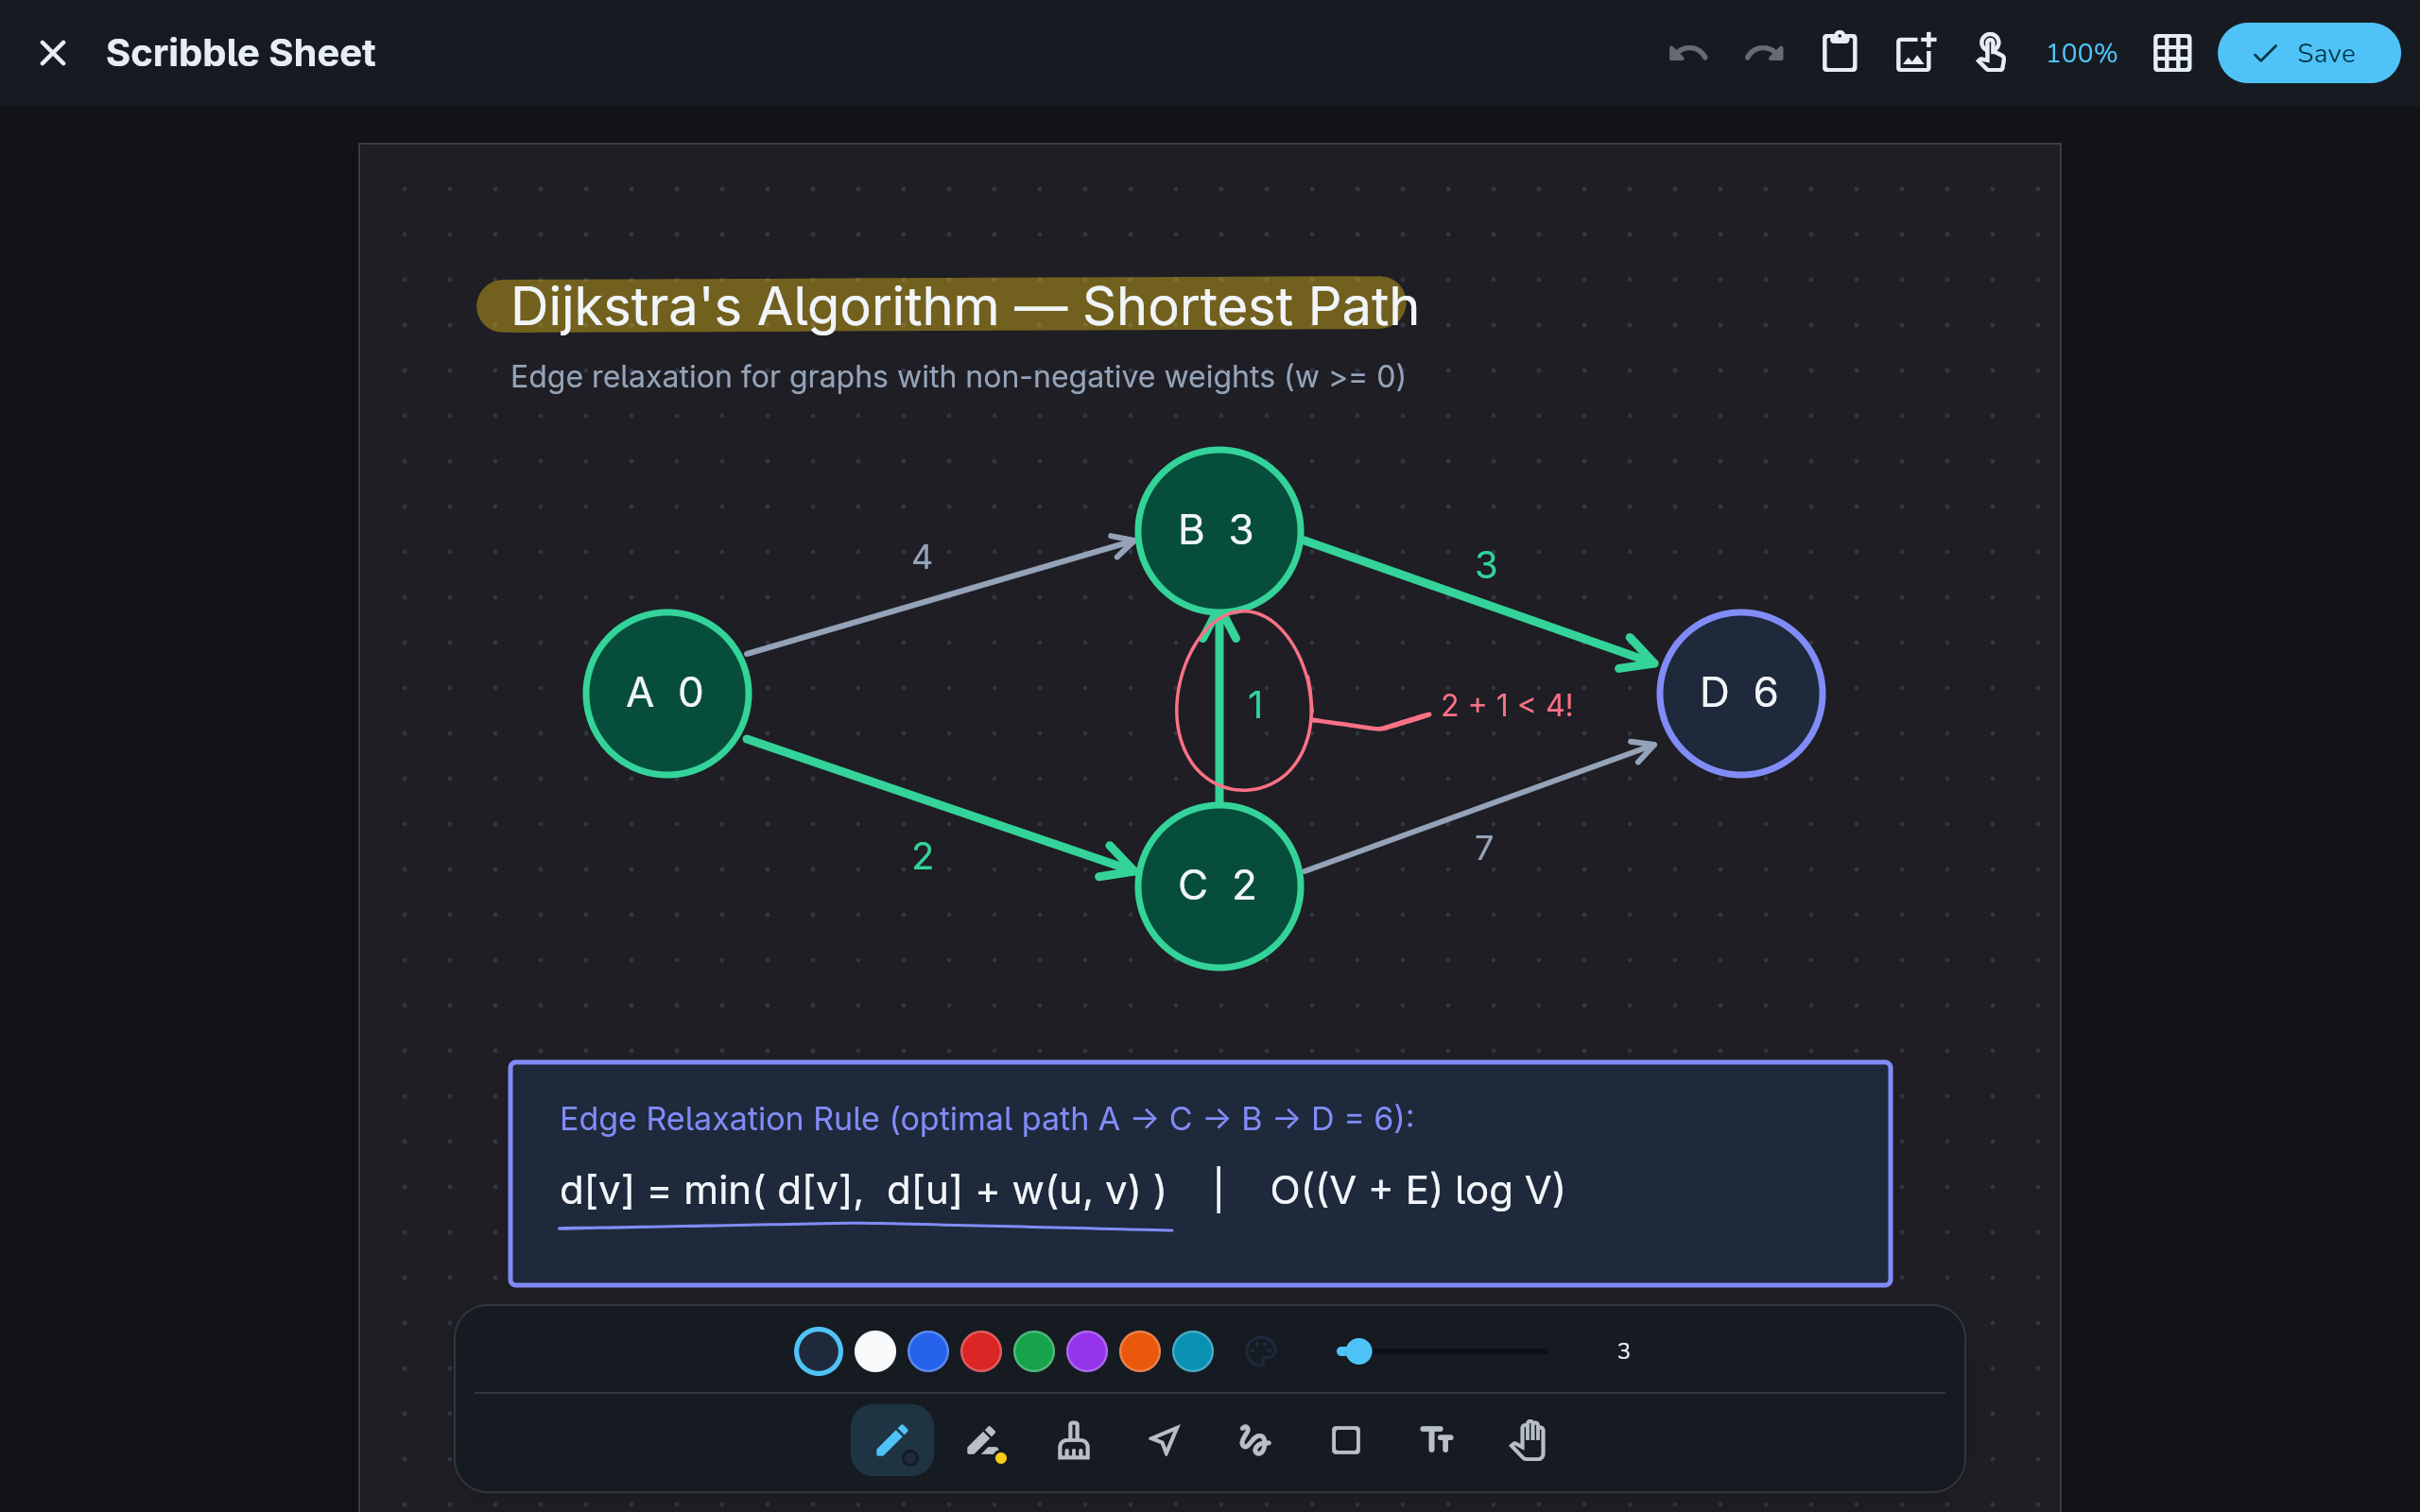 Scribble Sheet
100%
Save
Dijkstra's Algorithm — Shortest Path
Edge relaxation for graphs with non-negative weights (w >= 0)
B 3
4
3
A 0
1
2 + 1 < 4!
D 6
2
7
C 2
Edge Relaxation Rule (optimal path A → C → B → D = 6):
d[v] = min( d[v], d[u] + w(u, v) ) | O((V + E) log V)
3
Tт